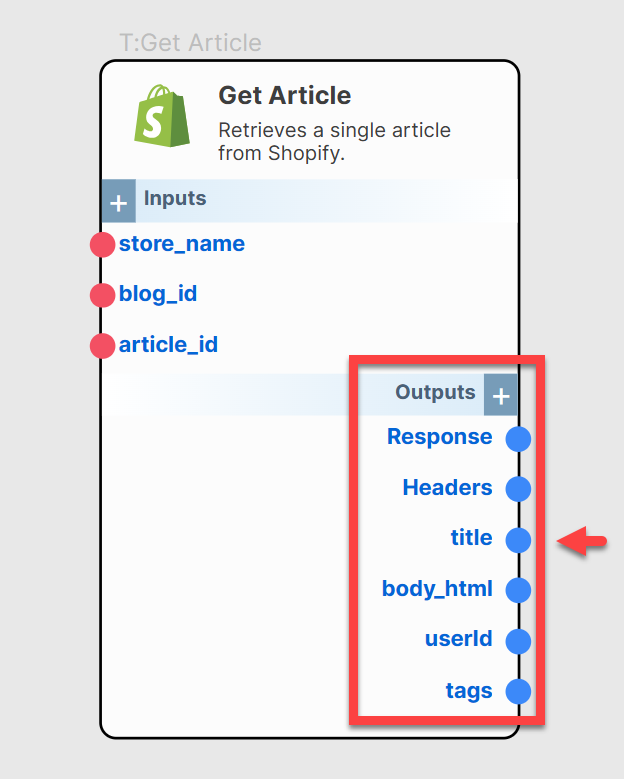 T:Get Article
Get Article
Retrieves a single article
from Shopify.
+ Inputs
store_name
blog_id
article_id
Outputs +
Response
Headers
title
body_html
userId
tags